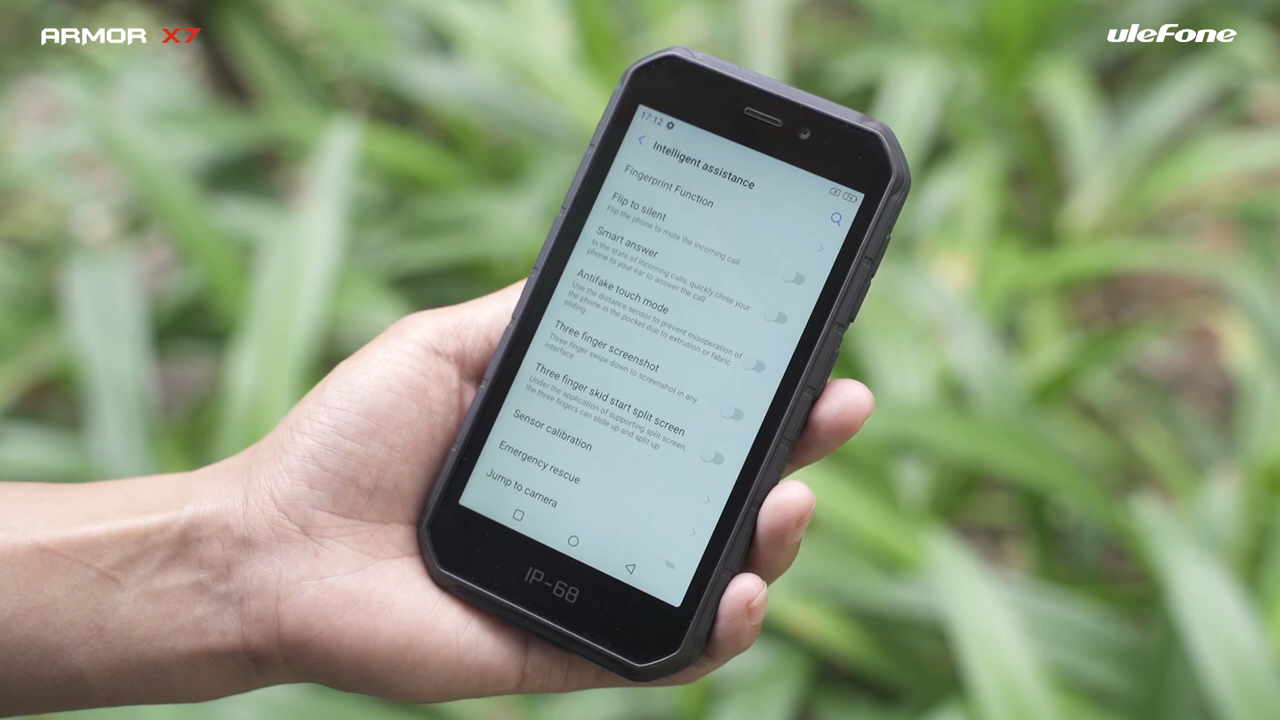 ARMOR X7
uleFone
17:12
Intelligent assistance
Fingerprint Function
Flip to silent
Flip the phone to mute the incoming call
Smart answer
In the state of incoming calls, quickly close your
phone to your ear to answer the call
Antifake touch mode
Use the distance sensor to prevent misoperation of
the phone in the pocket due to extrusion or fabric
sliding
Three finger screenshot
Three finger swipe down to screenshot in any
interface
Three finger skid start split screen
Under the application of supporting split screen,
the three fingers can slide up and split up
Sensor calibration
Emergency rescue
Jump to camera
IP-68